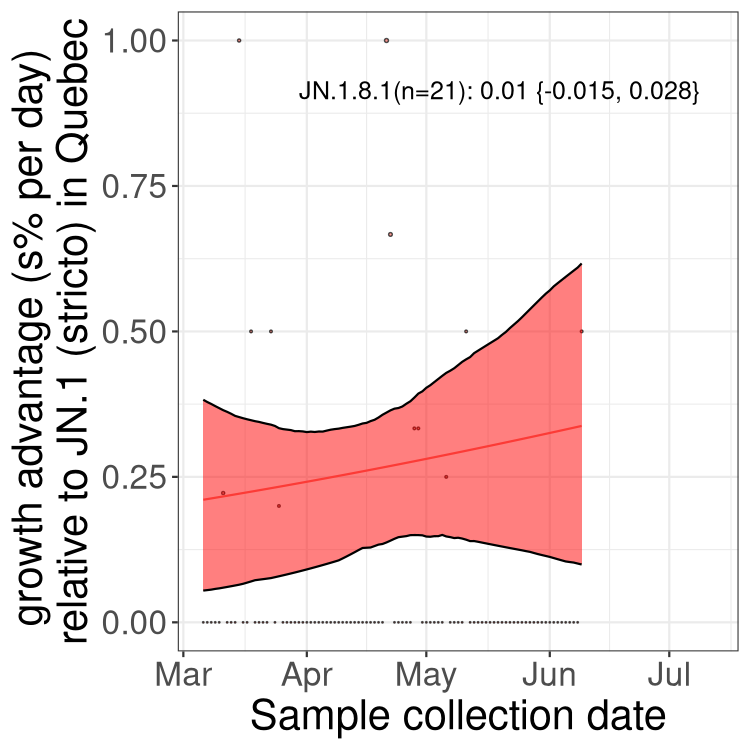 growth advantage (s% per day)
relative to JN.1 (stricto) in Quebec
1.00
JN.1.8.1(n=21): 0.01 {-0.015, 0.028}
0.75
0.50
0.25
0.00
Mar Apr May Jun Jul
Sample collection date